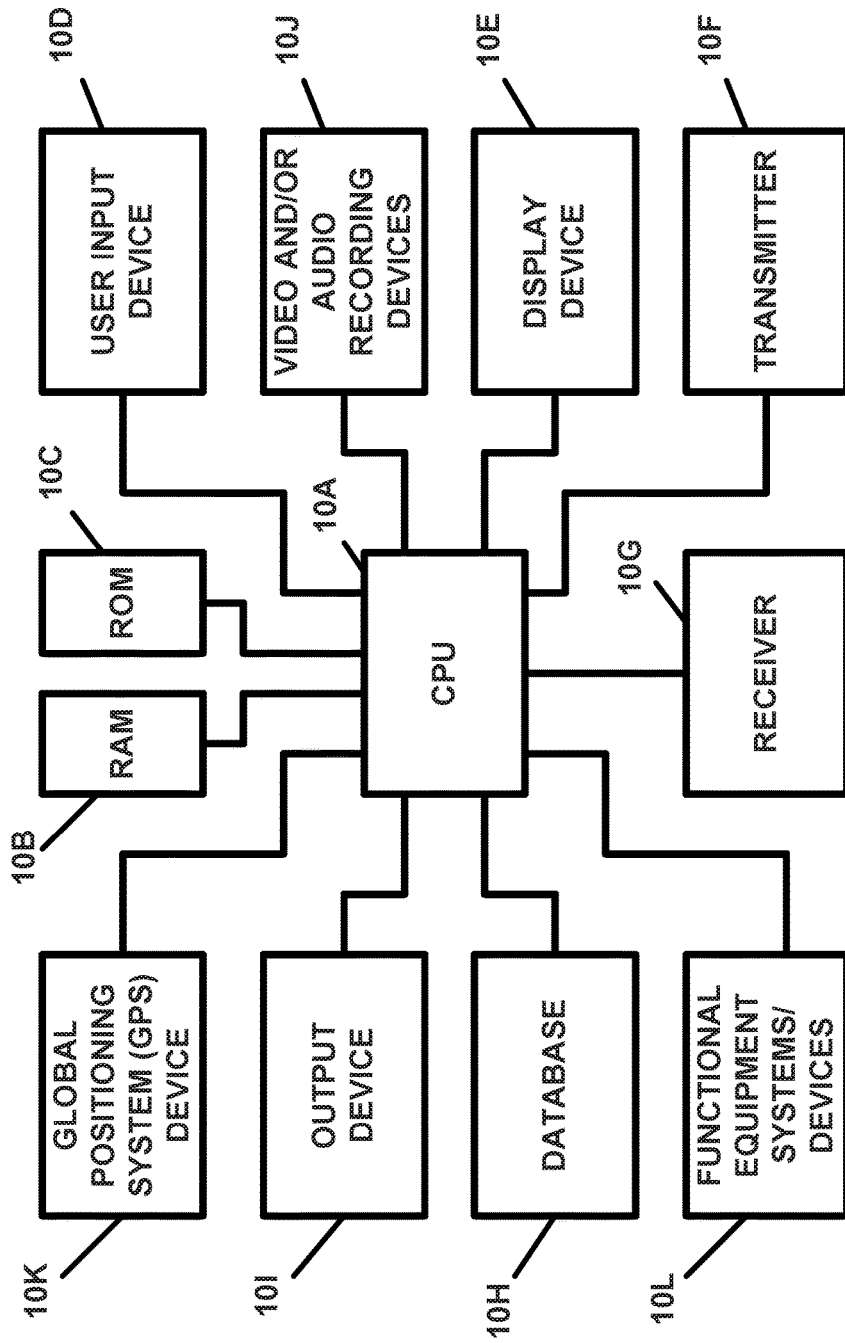 10K
GLOBAL
POSITIONING
SYSTEM (GPS)
DEVICE
10B
RAM
10C
ROM
10D
USER INPUT
DEVICE
10I
OUTPUT
DEVICE
10A
CPU
10J
VIDEO AND/OR
AUDIO
RECORDING
DEVICES
10H
DATABASE
10E
DISPLAY
DEVICE
10L
FUNCTIONAL
EQUIPMENT
SYSTEMS/
DEVICES
10G
RECEIVER
10F
TRANSMITTER